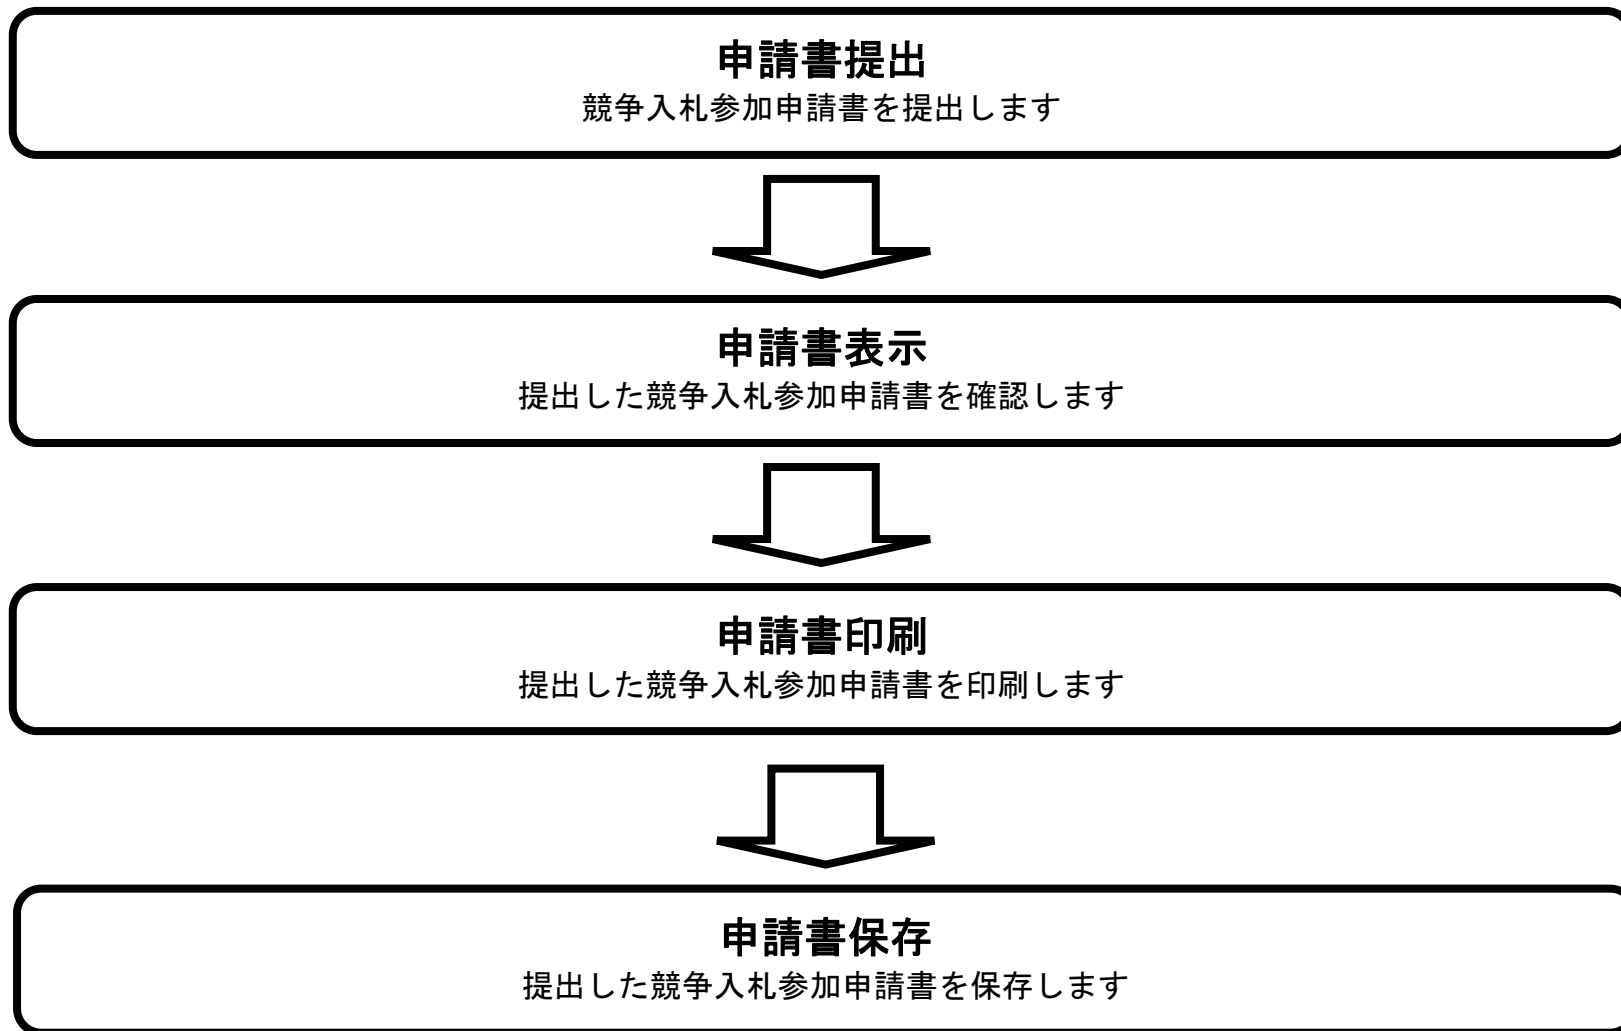 申請書提出
競争入札参加申請書を提出します
申請書表示
提出した競争入札参加申請書を確認します
申請書印刷
提出した競争入札参加申請書を印刷します
申請書保存
提出した競争入札参加申請書を保存します